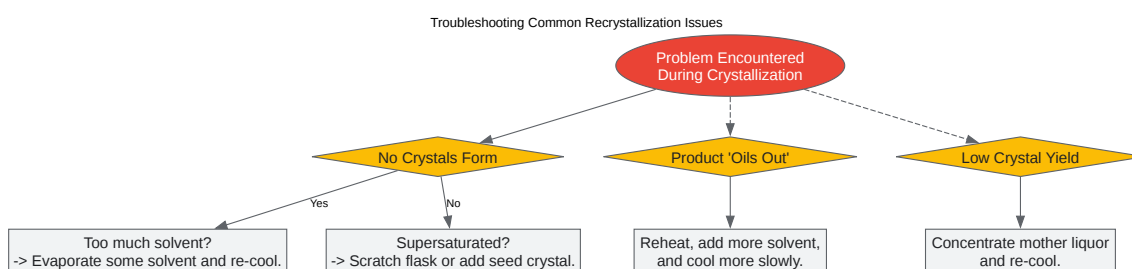 Troubleshooting Common Recrystallization Issues
Problem Encountered
During Crystallization
No Crystals Form
Product 'Oils Out'
Low Crystal Yield
Yes
No
Too much solvent?
-> Evaporate some solvent and re-cool.
Supersaturated?
-> Scratch flask or add seed crystal.
Reheat, add more solvent,
and cool more slowly.
Concentrate mother liquor
and re-cool.